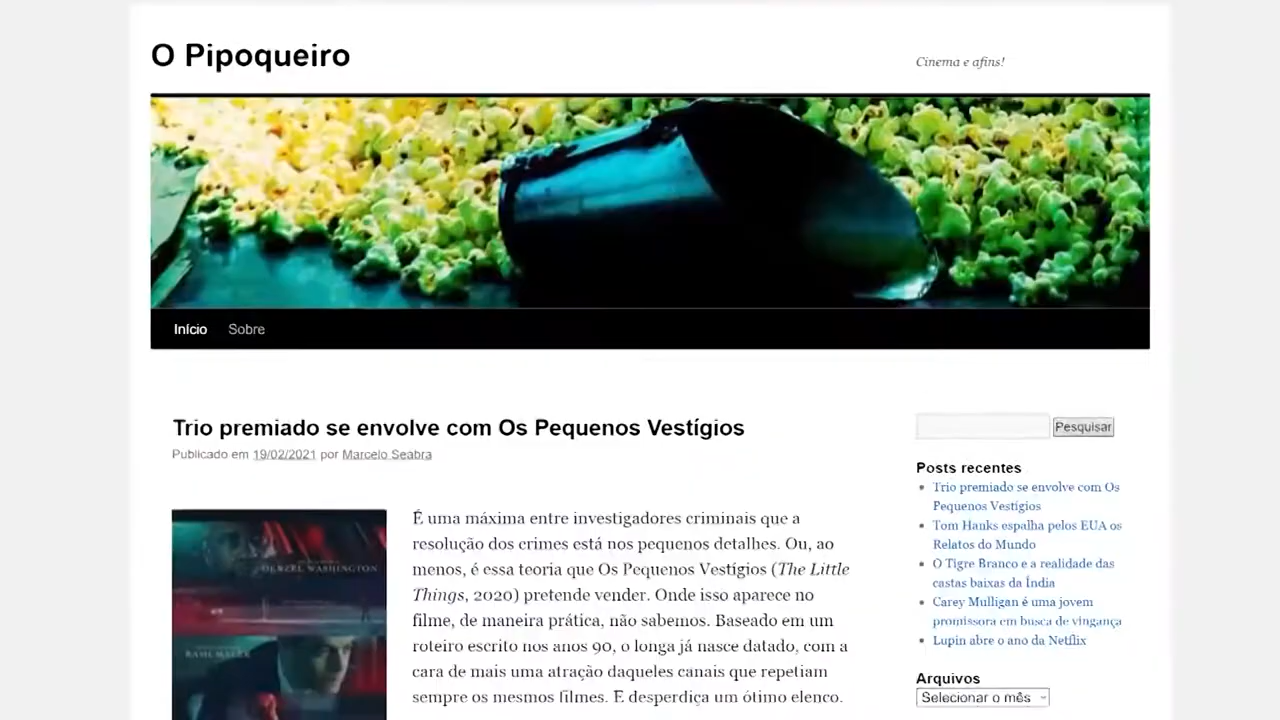 O Pipoqueiro
Cinema e afins!
Início Sobre
Trio premiado se envolve com Os Pequenos Vestígios
Publicado em 19/02/2021 por Marcelo Seabra
DENZEL WASHINGTON
RAMI MALEK
É uma máxima entre investigadores criminais que a
resolução dos crimes está nos pequenos detalhes. Ou, ao
menos, é essa teoria que Os Pequenos Vestígios (The Little
Things, 2020) pretende vender. Onde isso aparece no
filme, de maneira prática, não sabemos. Baseado em um
roteiro escrito nos anos 90, o longa já nasce datado, com a
cara de mais uma atração daqueles canais que repetiam
sempre os mesmos filmes. E desperdiça um ótimo elenco.
Pesquisar
Posts recentes
Trio premiado se envolve com Os
Pequenos Vestígios
Tom Hanks espalha pelos EUA os
Relatos do Mundo
O Tigre Branco e a realidade das
castas baixas da Índia
Carey Mulligan é uma jovem
promissora em busca de vingança
Lupin abre o ano da Netflix
Arquivos
Selecionar o mês